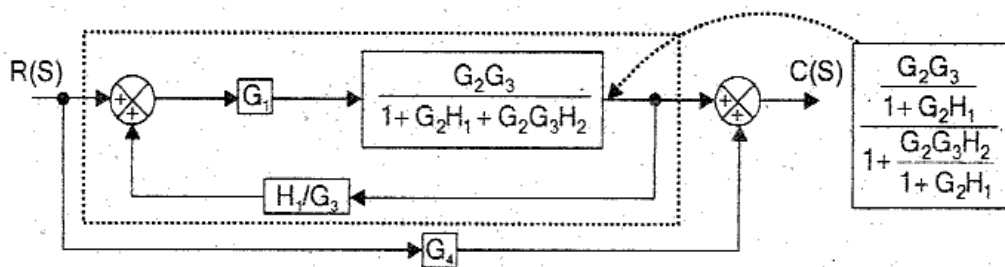 R(S)
+
+
G₁
G₂G₃
1 + G₂H₁ + G₂G₃H₂
+
+
C(S)
G₂G₃
1 + G₂H₁
1 + G₂G₃H₂
1 + G₂H₁
H₁/G₃
G₄